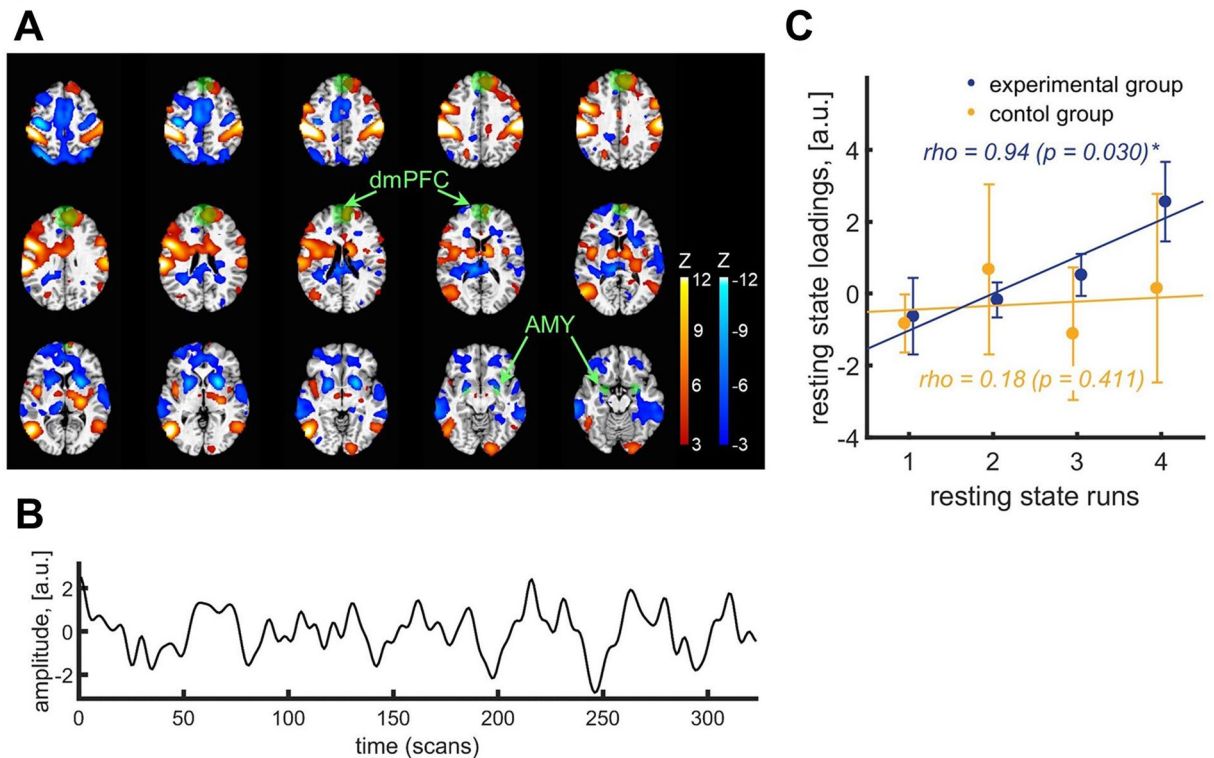 A
dmPFC
AMY
Z Z
12 -12
9 -9
6 -6
3 -3
B
amplitude, [a.u.]
2
0
-2
0 50 100 150 200 250 300
time (scans)
C
experimental group
contol group
rho = 0.94 (p = 0.030)*
rho = 0.18 (p = 0.411)
resting state loadings, [a.u.]
4
2
0
-2
-4
1 2 3 4
resting state runs